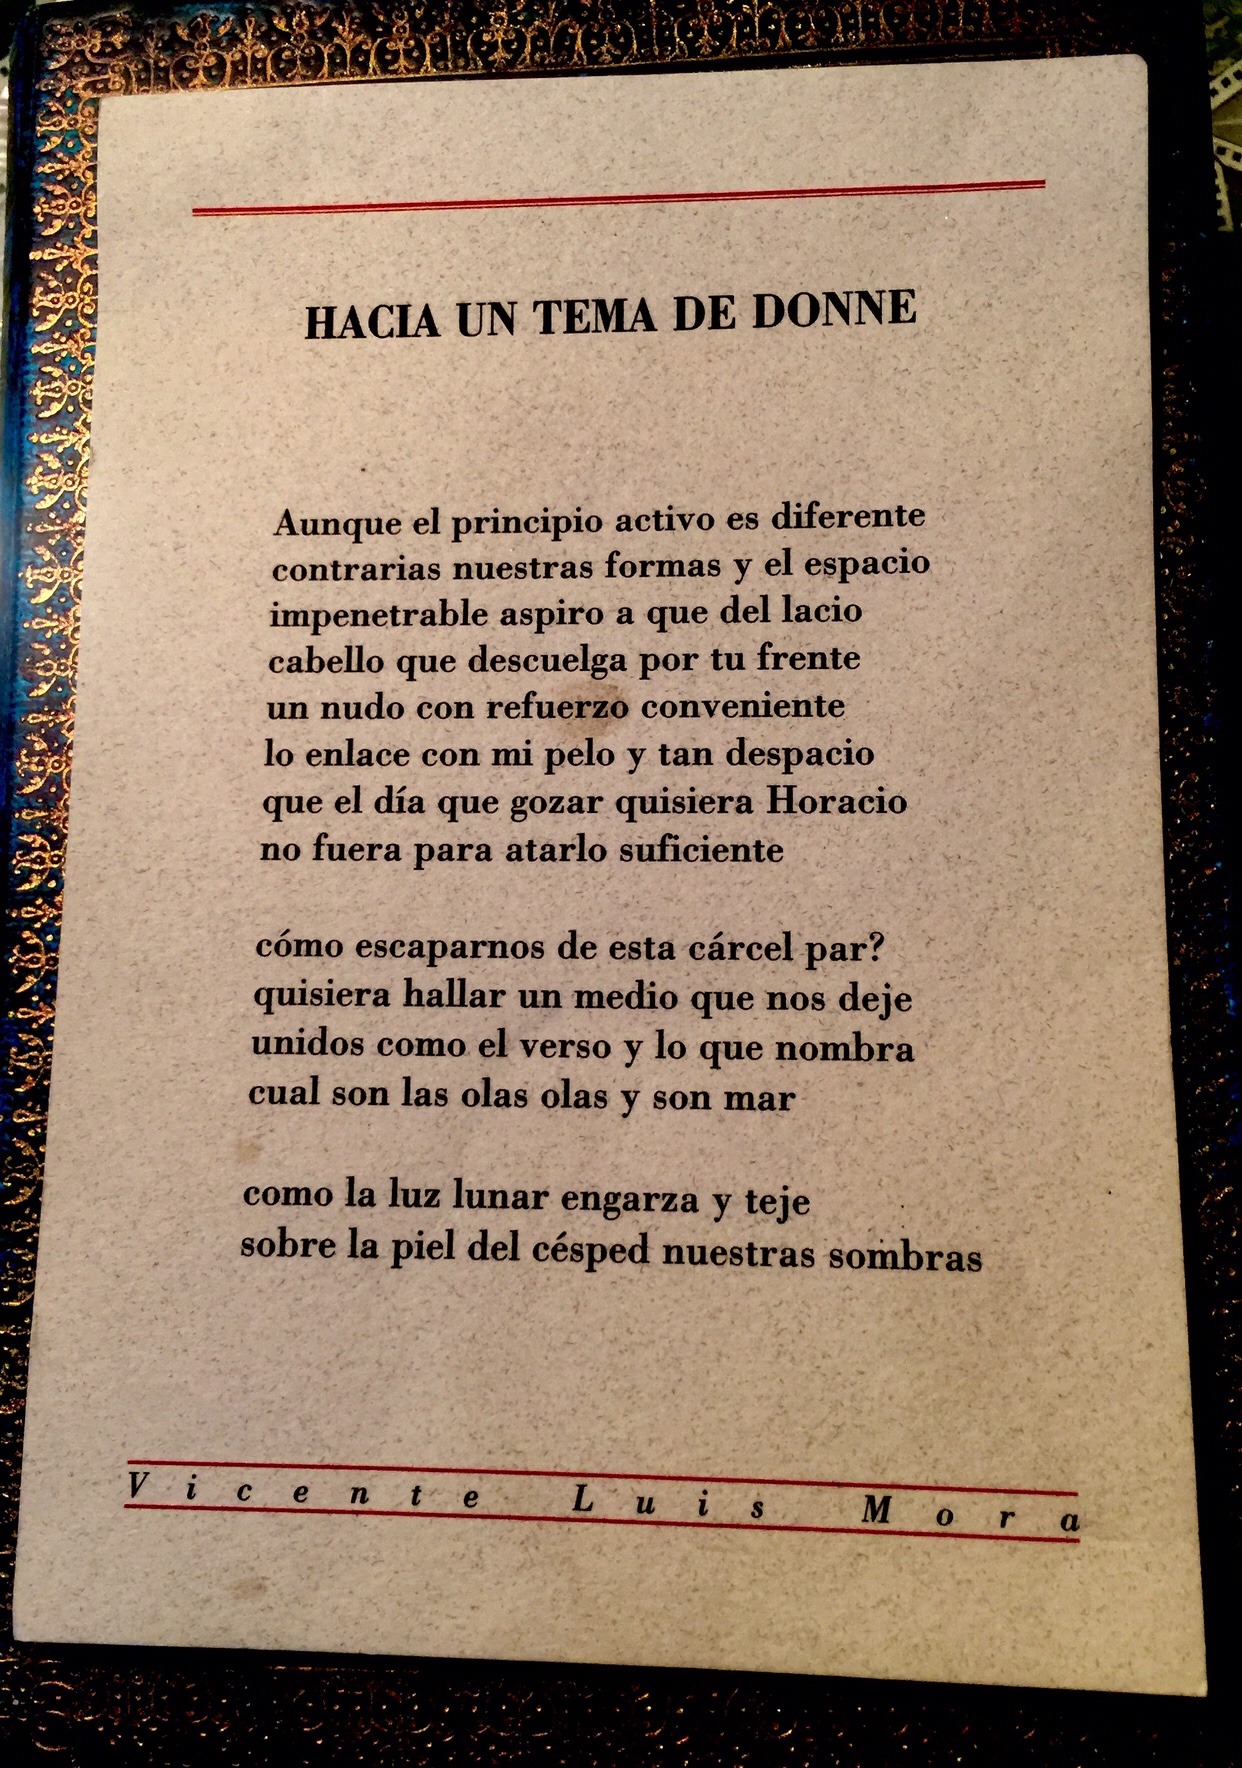 HACIA UN TEMA DE DONNE
Aunque el principio activo es diferente
contrarias nuestras formas y el espacio
impenetrable aspiro a que del lacio
cabello que descuelga por tu frente
un nudo con refuerzo conveniente
lo enlace con mi pelo y tan despacio
que el día que gozar quisiera Horacio
no fuera para atarlo suficiente
cómo escaparnos de esta cárcel par?
quisiera hallar un medio que nos deje
unidos como el verso y lo que nombra
cual son las olas olas y son mar
como la luz lunar engarza y teje
sobre la piel del césped nuestras sombras
Vicente Luis Mora